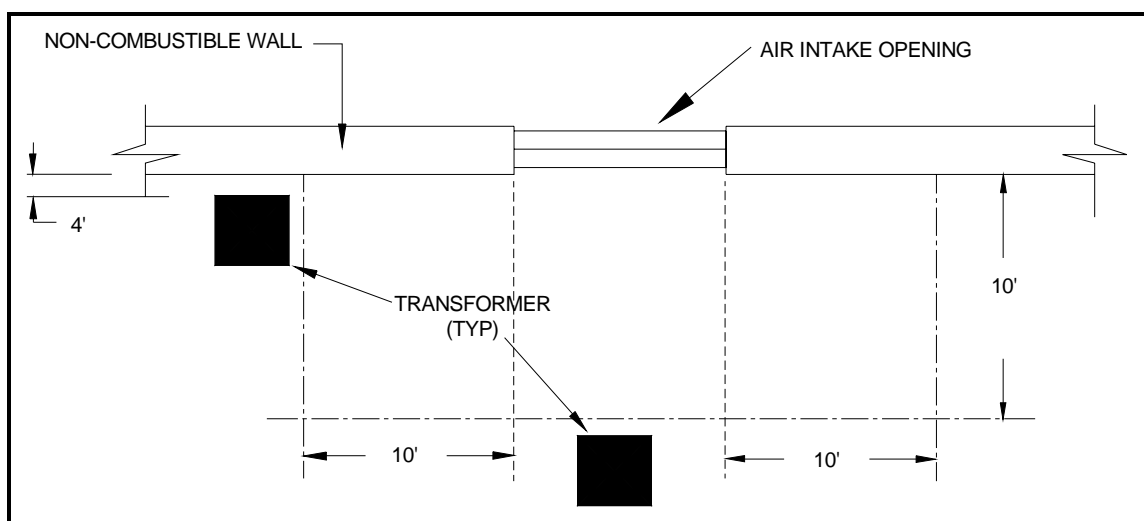 NON-COMBUSTIBLE WALL
AIR INTAKE OPENING
4'
TRANSFORMER
(TYP)
10'
10'
10'